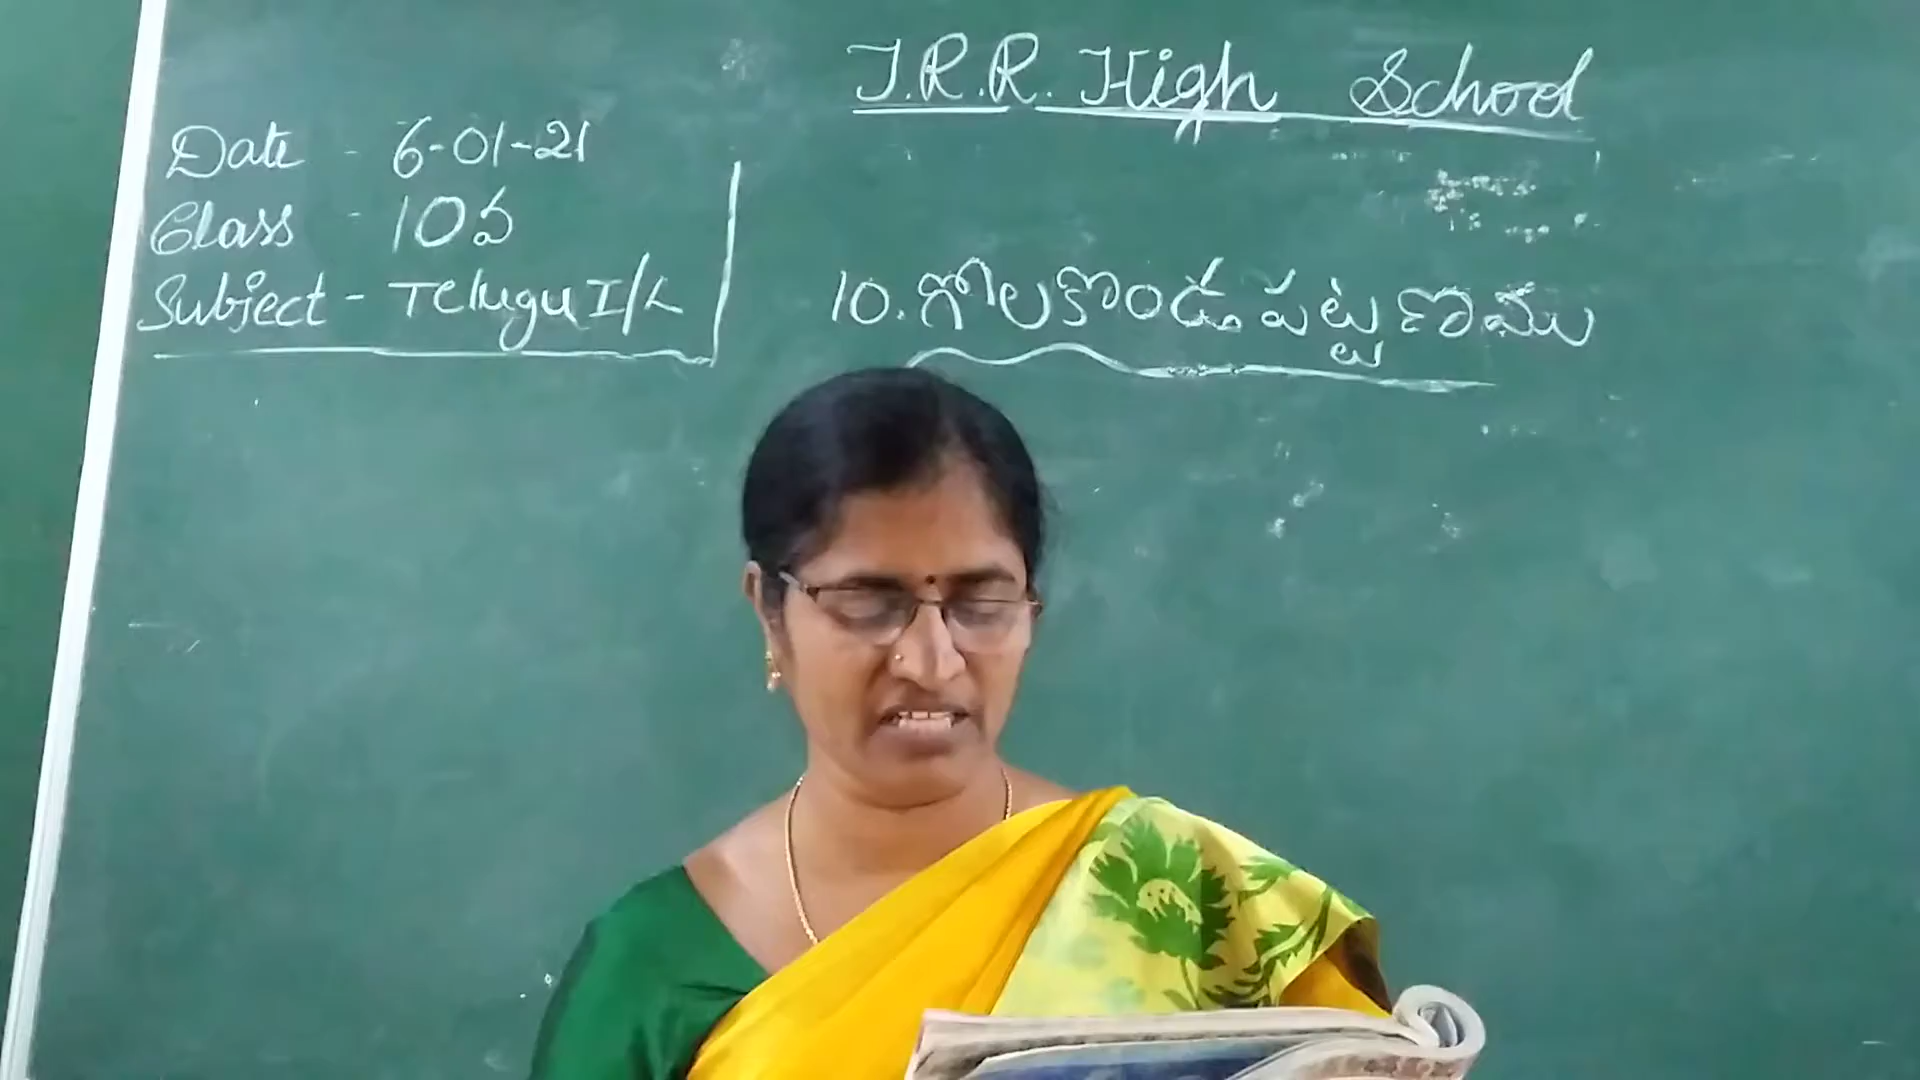 T.R.R. High School
Date - 6-01-21
Class - 10వ
Subject - Telugu I/L
10. గోలకొండ పట్టణము